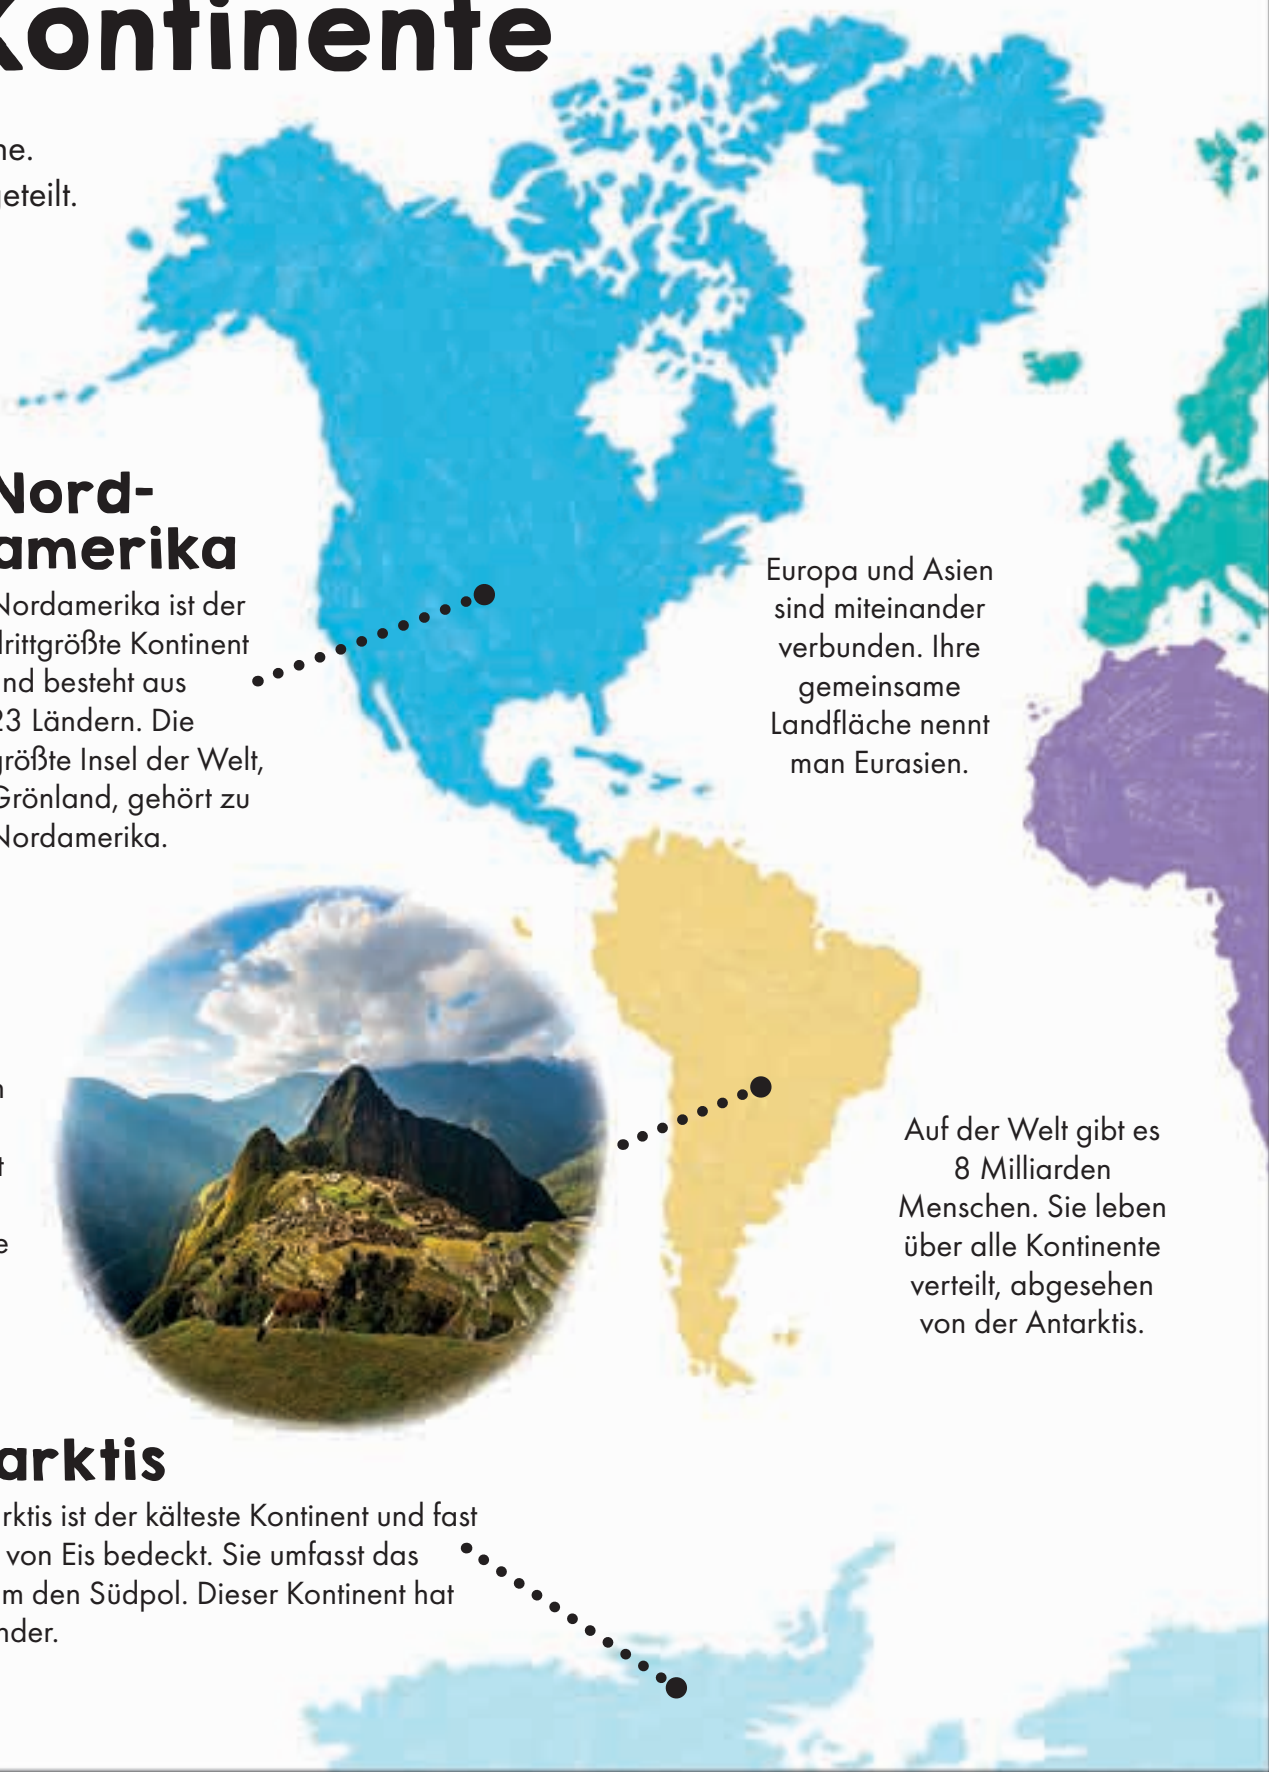 Kontinente
ne.
geteilt.
Nord-
amerika
Nordamerika ist der
drittgrößte Kontinent
und besteht aus
23 Ländern. Die
größte Insel der Welt,
Grönland, gehört zu
Nordamerika.
Europa und Asien
sind miteinander
verbunden. Ihre
gemeinsame
Landfläche nennt
man Eurasien.
Auf der Welt gibt es
8 Milliarden
Menschen. Sie leben
über alle Kontinente
verteilt, abgesehen
von der Antarktis.
n
t
e
arktis
rktis ist der kälteste Kontinent und fast
von Eis bedeckt. Sie umfasst das
m den Südpol. Dieser Kontinent hat
nder.